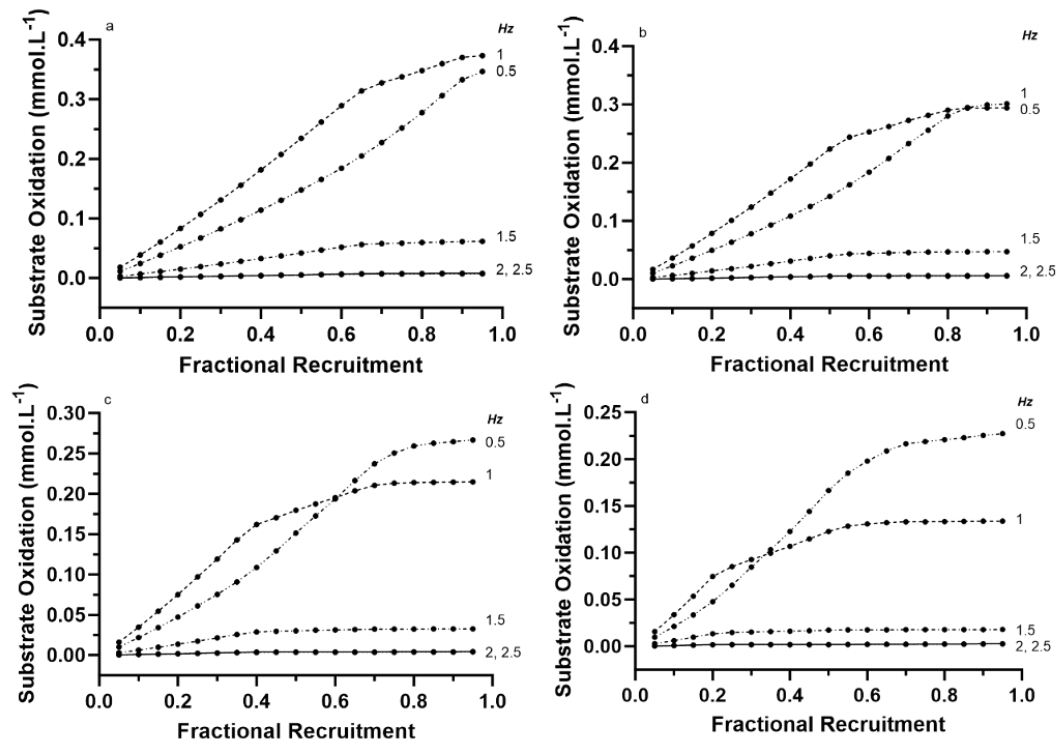 a
Hz
0.4
1
0.5
0.3
0.2
0.1
1.5
0.0
2, 2.5
0.0 0.2 0.4 0.6 0.8 1.0
Substrate Oxidation (mmol.L-1)
Fractional Recruitment
b
Hz
0.4
1
0.3
0.5
0.2
0.1
1.5
0.0
2, 2.5
0.0 0.2 0.4 0.6 0.8 1.0
Substrate Oxidation (mmol.L-1)
Fractional Recruitment
c
Hz
0.30
0.5
0.25
1
0.20
0.15
0.10
0.05
1.5
0.00
2, 2.5
0.0 0.2 0.4 0.6 0.8 1.0
Substrate Oxidation (mmol.L-1)
Fractional Recruitment
d
Hz
0.25
0.5
0.20
0.15
1
0.10
0.05
1.5
0.00
2, 2.5
0.0 0.2 0.4 0.6 0.8 1.0
Substrate Oxidation (mmol.L-1)
Fractional Recruitment